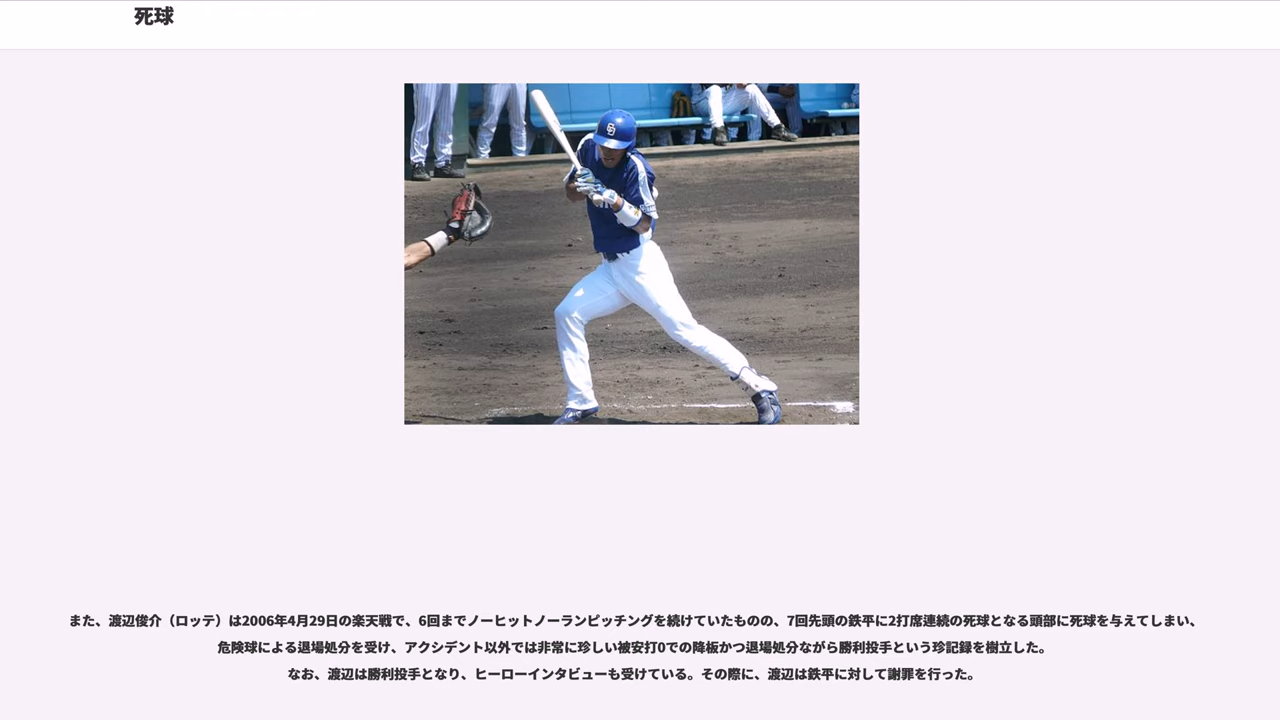 死球
また、渡辺俊介（ロッテ）は2006年4月29日の楽天戦で、6回までノーヒットノーランピッチングを続けていたものの、7回先頭の鉄平に2打席連続の死球となる頭部に死球を与えてしまい、
危険球による退場処分を受け、アクシデント以外では非常に珍しい被安打0での降板かつ退場処分ながら勝利投手という珍記録を樹立した。
なお、渡辺は勝利投手となり、ヒーローインタビューも受けている。その際に、渡辺は鉄平に対して謝罪を行った。